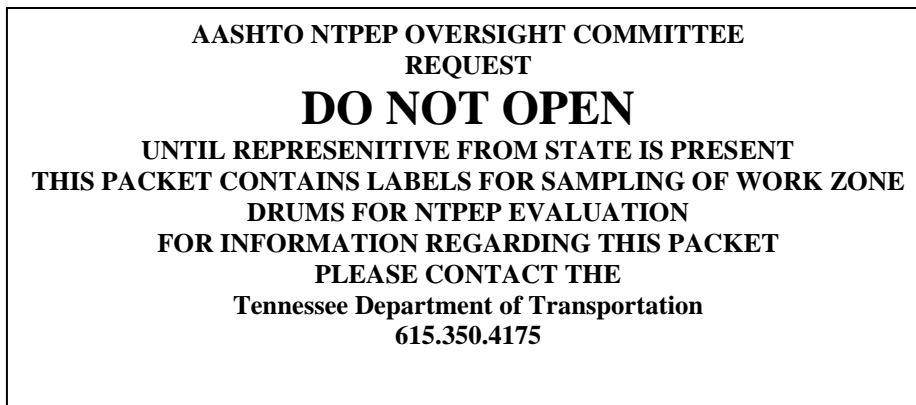 AASHTO NTPEP OVERSIGHT COMMITTEE
REQUEST
DO NOT OPEN
UNTIL REPRESENITIVE FROM STATE IS PRESENT
THIS PACKET CONTAINS LABELS FOR SAMPLING OF WORK ZONE
DRUMS FOR NTPEP EVALUATION
FOR INFORMATION REGARDING THIS PACKET
PLEASE CONTACT THE
Tennessee Department of Transportation
615.350.4175